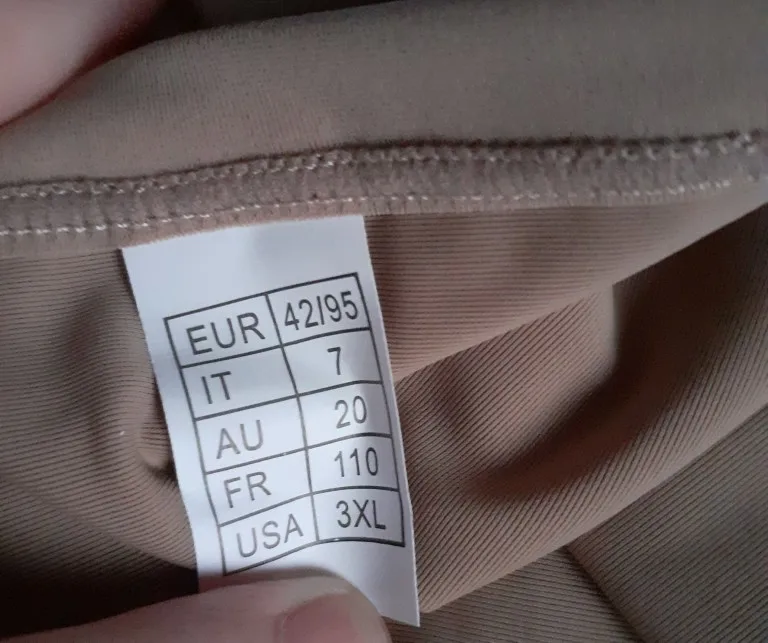 EUR 42/95
IT 7
AU 20
FR 110
USA 3XL